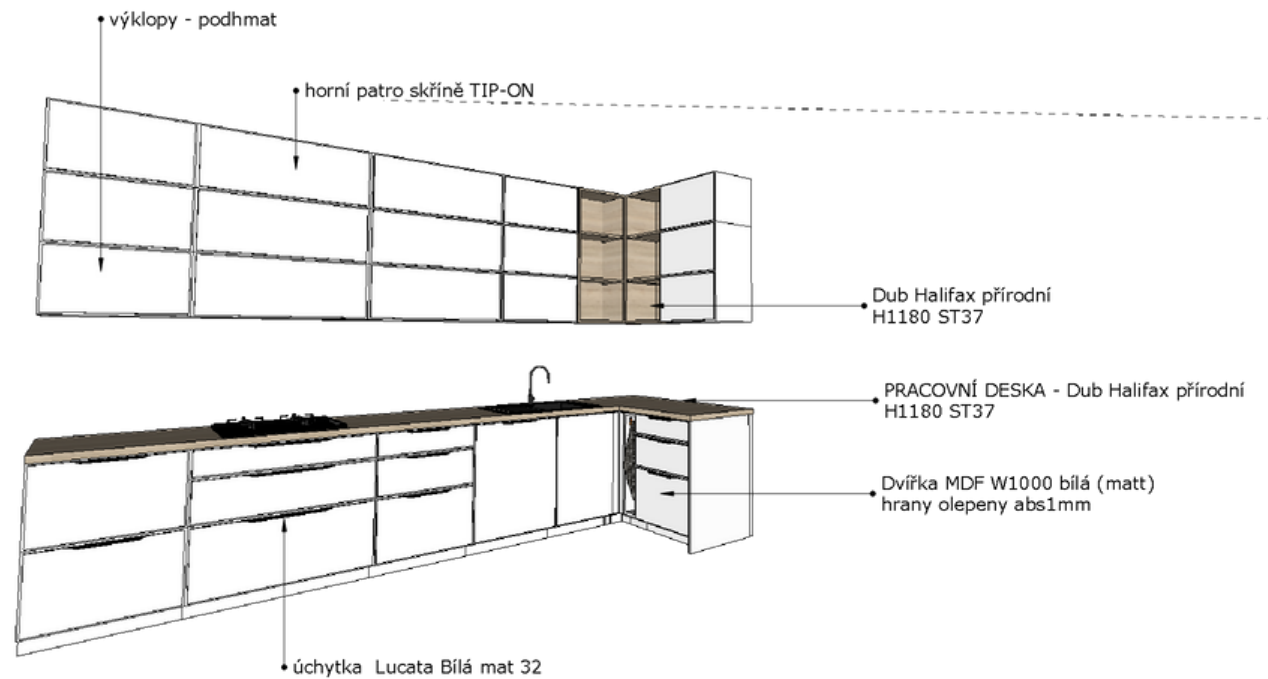 výklopy - podhmat
horní patro skříně TIP-ON
Dub Halifax přírodní
H1180 ST37
PRACOVNÍ DESKA - Dub Halifax přírodní
H1180 ST37
Dvířka MDF W1000 bílá (matt)
hrany olepeny abs1mm
úchytka Lucata Bílá mat 32